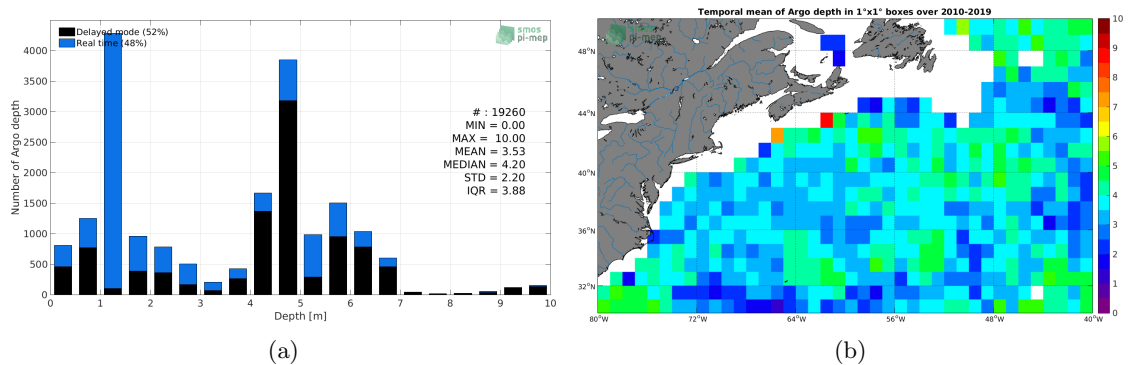 Delayed mode (52%)
Real time (48%)
smos
pi-mep
# : 19260
MIN = 0.00
MAX = 10.00
MEAN = 3.53
MEDIAN = 4.20
STD = 2.20
IQR = 3.88
Number of Argo depth
4000
3500
3000
2500
2000
1500
1000
500
0
0 1 2 3 4 5 6 7 8 9 10
Depth [m]
(a)
Temporal mean of Argo depth in 1°x1° boxes over 2010-2019
smos
pi-mep
48°N
44°N
40°N
36°N
32°N
80°W 72°W 64°W 56°W 48°W 40°W
10
9
8
7
6
5
4
3
2
1
0
(b)